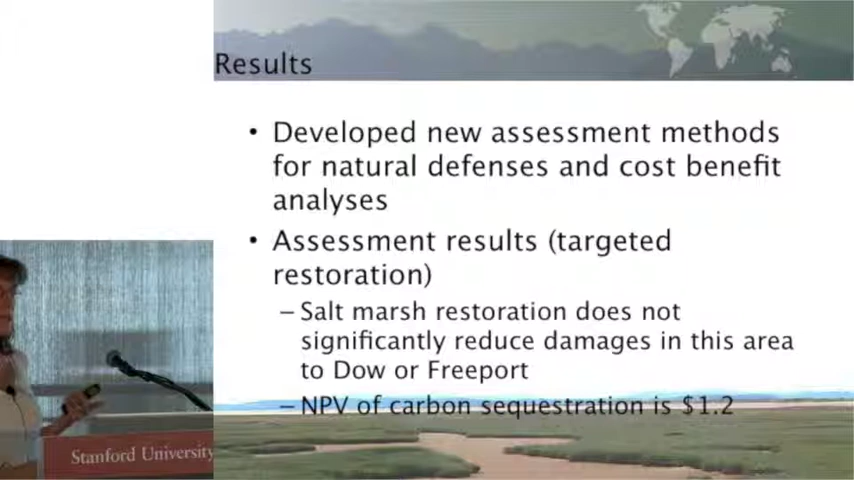 Results
• Developed new assessment methods
for natural defenses and cost benefit
analyses
• Assessment results (targeted
restoration)
– Salt marsh restoration does not
significantly reduce damages in this area
to Dow or Freeport
– NPV of carbon sequestration is $1.2
Stanford University